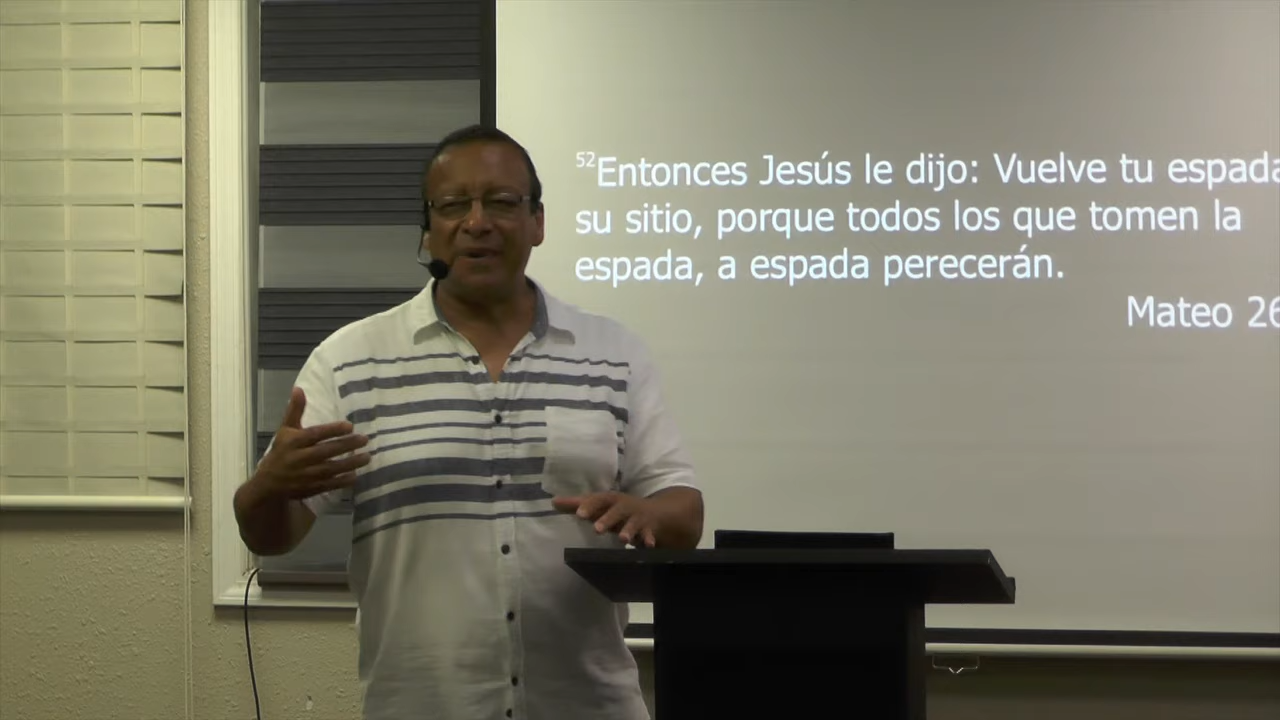 52Entonces Jesús le dijo: Vuelve tu espada
su sitio, porque todos los que tomen la
espada, a espada perecerán.
Mateo 26